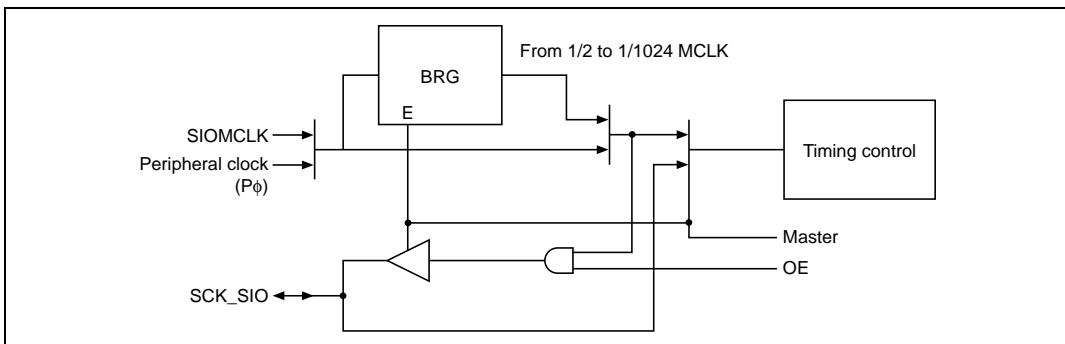 From 1/2 to 1/1024 MCLK
BRG
E
SIOMCLK
Peripheral clock
(Pϕ)
Timing control
Master
OE
SCK_SIO